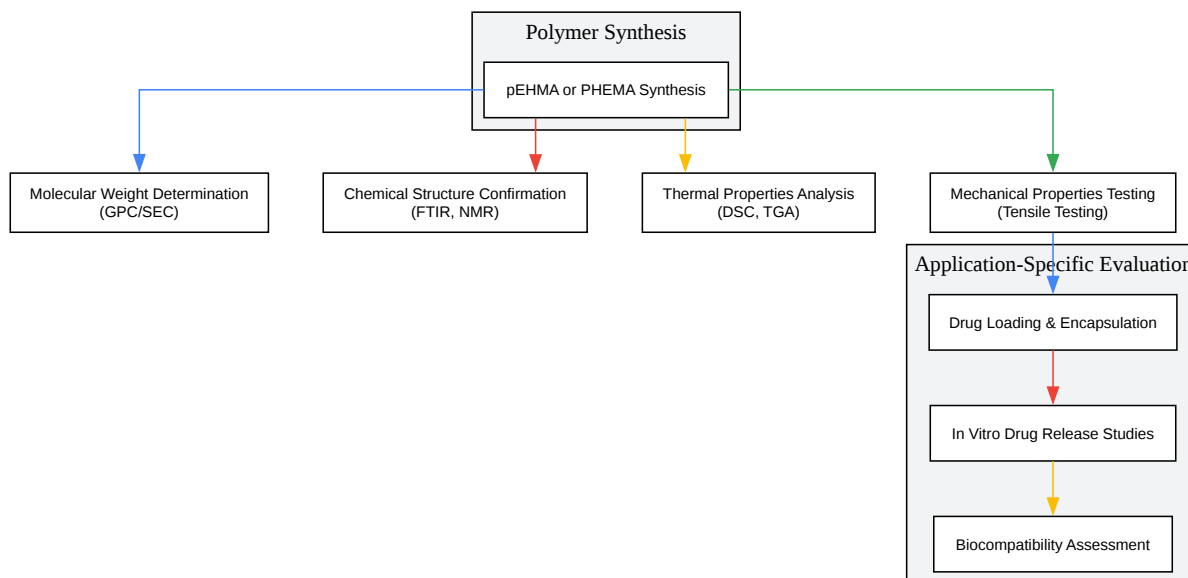 Polymer Synthesis
pEHMA or PHEMA Synthesis
Molecular Weight Determination
(GPC/SEC)
Chemical Structure Confirmation
(FTIR, NMR)
Thermal Properties Analysis
(DSC, TGA)
Mechanical Properties Testing
(Tensile Testing)
Application-Specific Evaluation
Drug Loading & Encapsulation
In Vitro Drug Release Studies
Biocompatibility Assessment